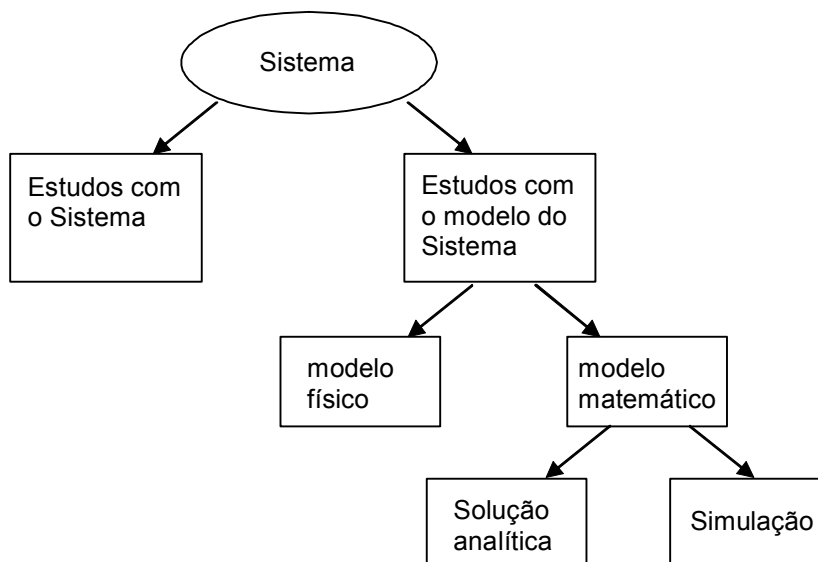 Sistema
Estudos com
o Sistema
Estudos com
o modelo do
Sistema
modelo
físico
modelo
matemático
Solução
analítica
Simulação